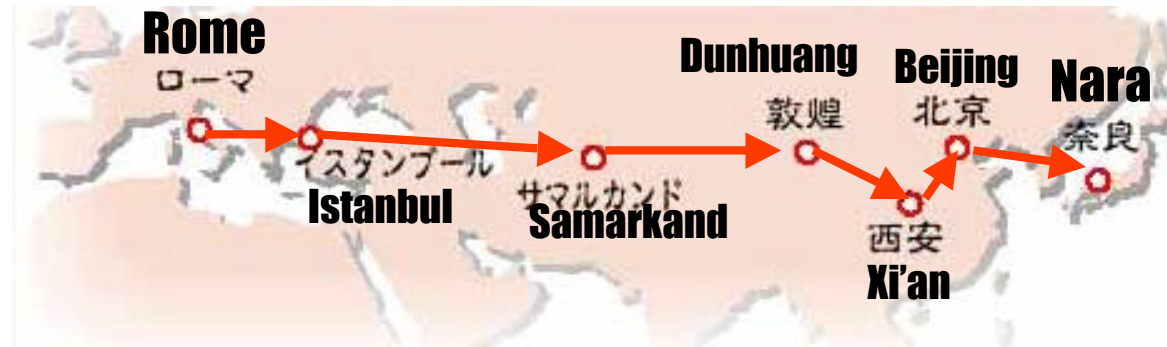 Rome
ローマ
イスタンブール
Istanbul
サマルカンド
Samarkand
Dunhuang
敦煌
西安
Xi'an
Beijing
北京
Nara
奈良